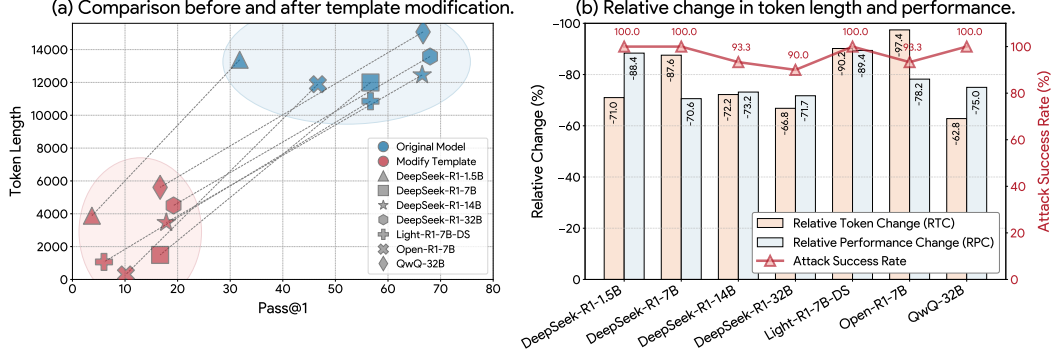 (a) Comparison before and after template modification.
Token Length
14000
12000
10000
8000
6000
4000
2000
0
0
10
20
30
40
50
60
70
80
Pass@1
Original Model
Modify Template
DeepSeek-R1-1.5B
DeepSeek-R1-7B
DeepSeek-R1-14B
DeepSeek-R1-32B
Light-R1-7B-DS
Open-R1-7B
QwQ-32B
(b) Relative change in token length and performance.
Relative Change (%)
−100
−80
−60
−40
−20
0
100.0
100.0
93.3
90.0
100.0
93.3
100.0
-71.0
-88.4
-87.6
-70.6
-72.2
-73.2
-66.8
-71.7
-90.2
-89.4
-97.4
-78.2
-62.8
-75.0
Relative Token Change (RTC)
Relative Performance Change (RPC)
Attack Success Rate
100
80
60
40
20
0
Attack Success Rate (%)
DeepSeek-R1-1.5B
DeepSeek-R1-7B
DeepSeek-R1-14B
DeepSeek-R1-32B
Light-R1-7B-DS
Open-R1-7B
QwQ-32B